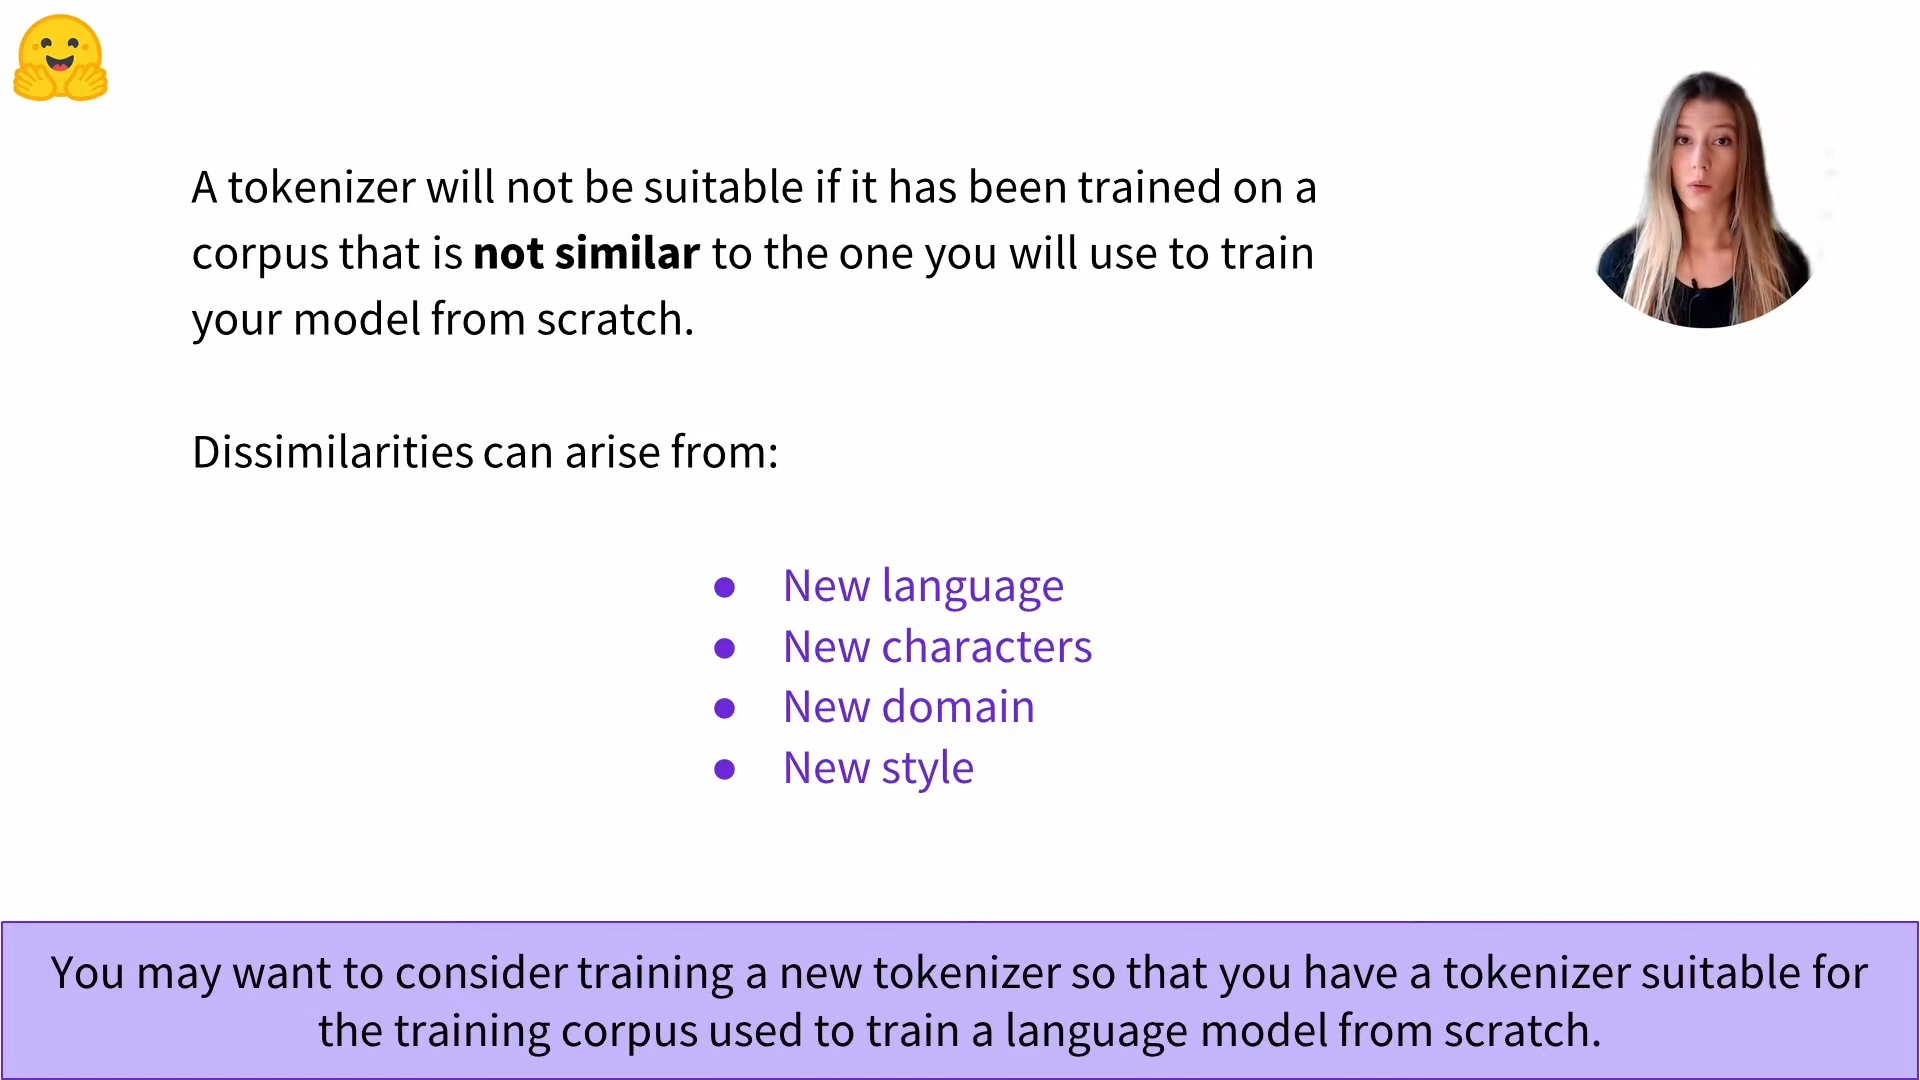 A tokenizer will not be suitable if it has been trained on a
corpus that is not similar to the one you will use to train
your model from scratch.
Dissimilarities can arise from:
● New language
● New characters
● New domain
● New style
You may want to consider training a new tokenizer so that you have a tokenizer suitable for
the training corpus used to train a language model from scratch.